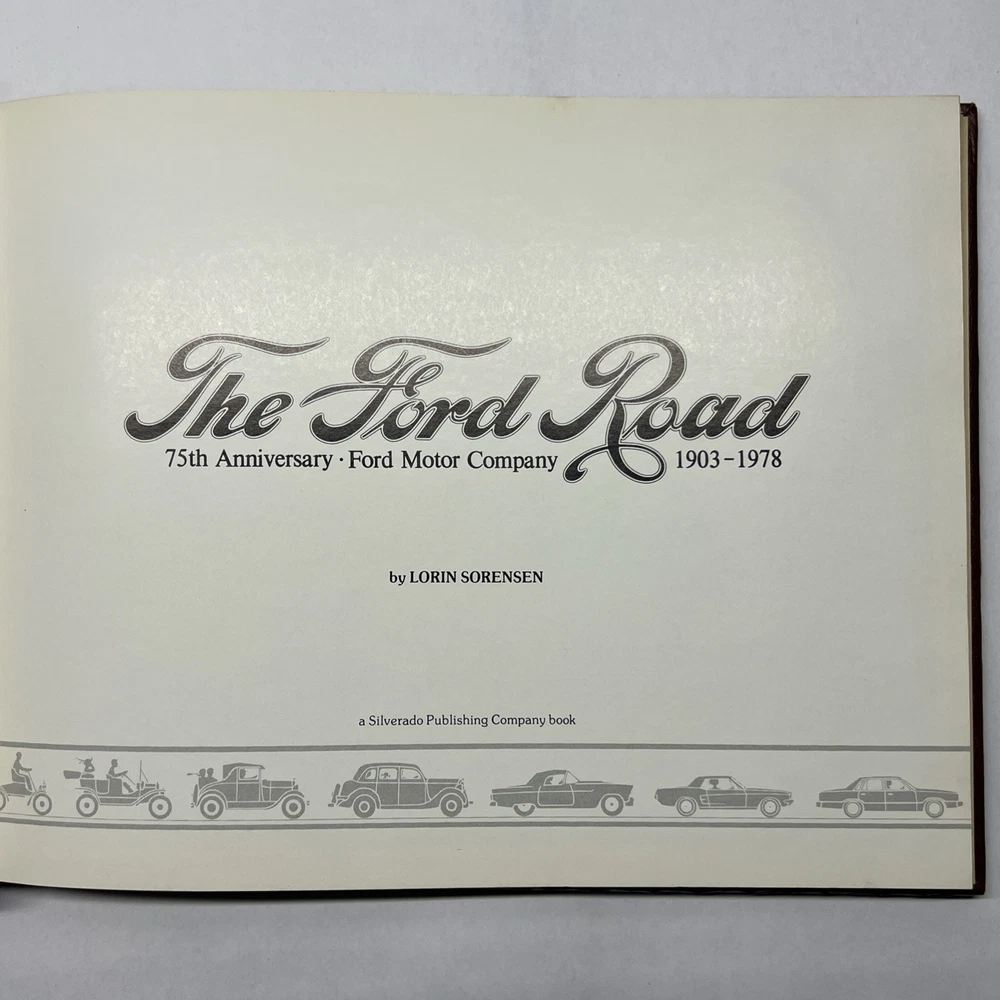 The Ford Road
75th Anniversary · Ford Motor Company 1903–1978
by LORIN SORENSEN
a Silverado Publishing Company book